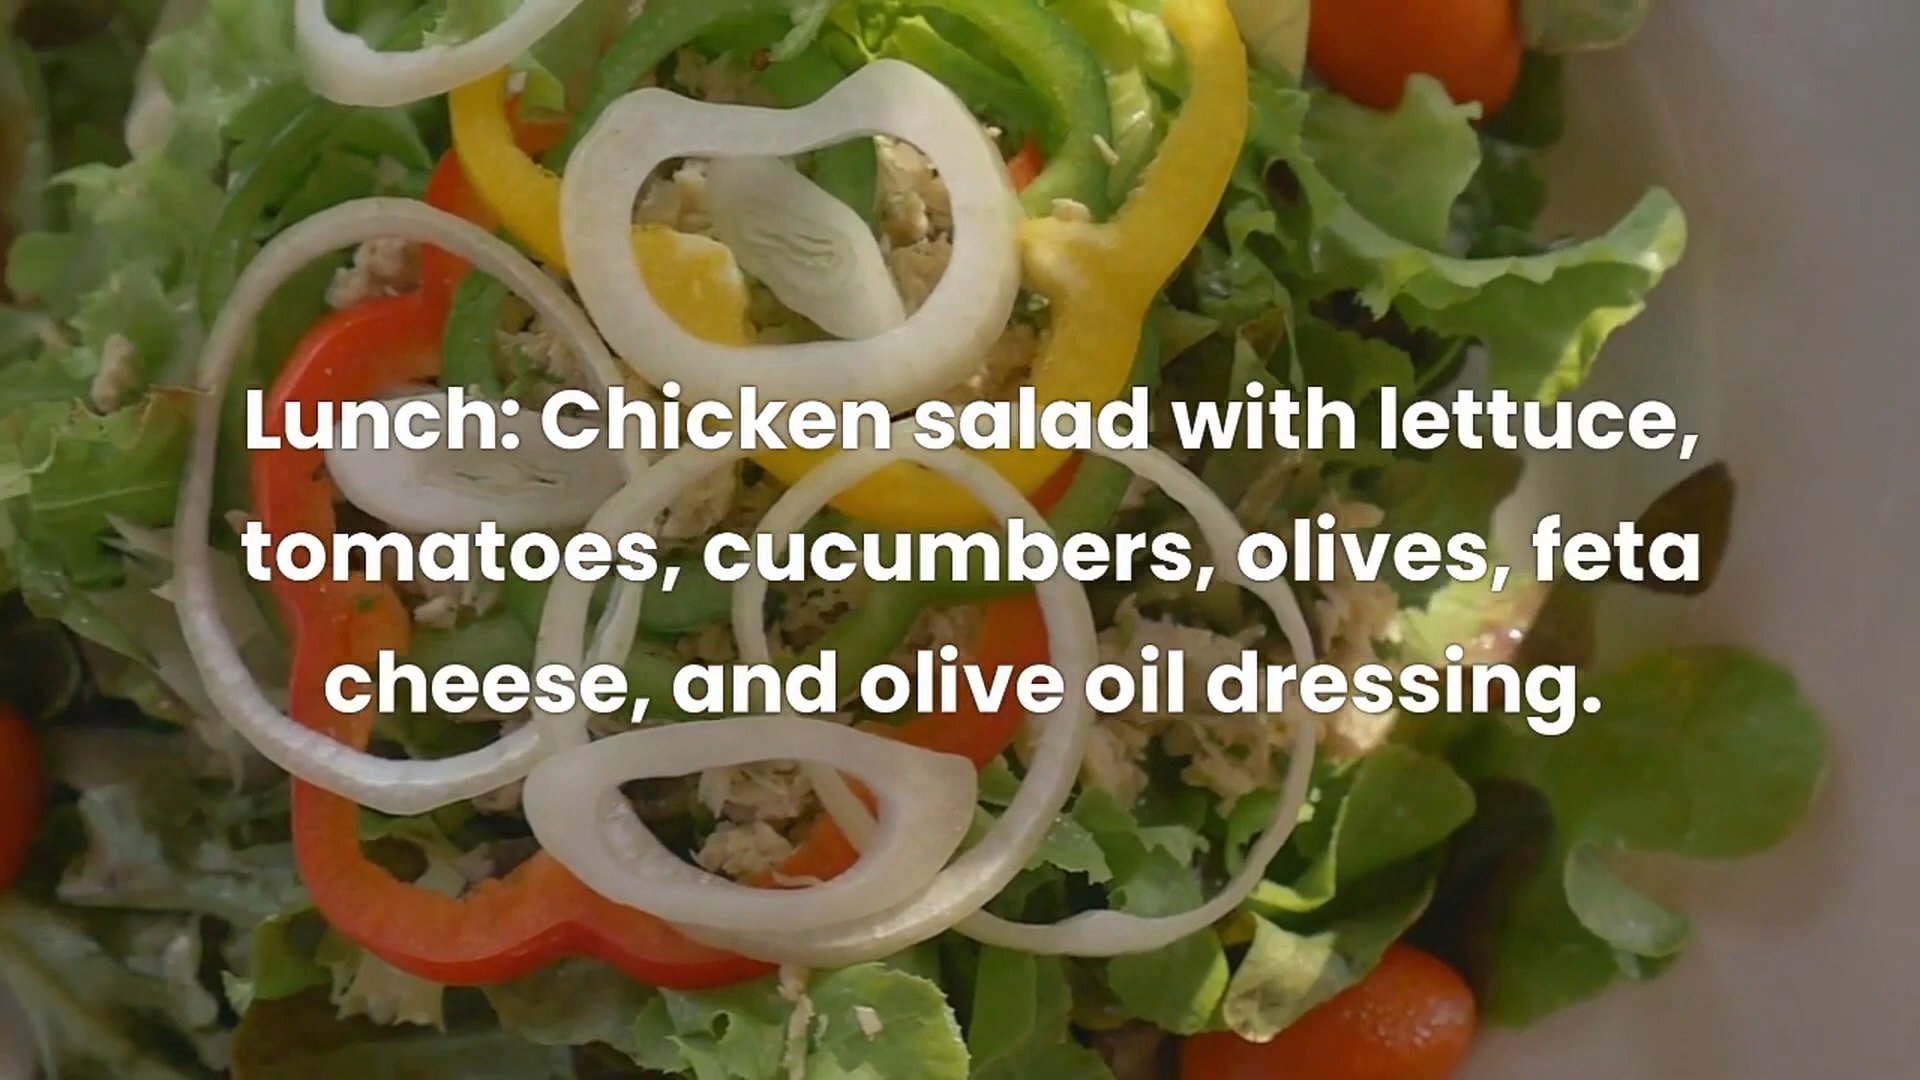 Lunch: Chicken salad with lettuce,
tomatoes, cucumbers, olives, feta
cheese, and olive oil dressing.